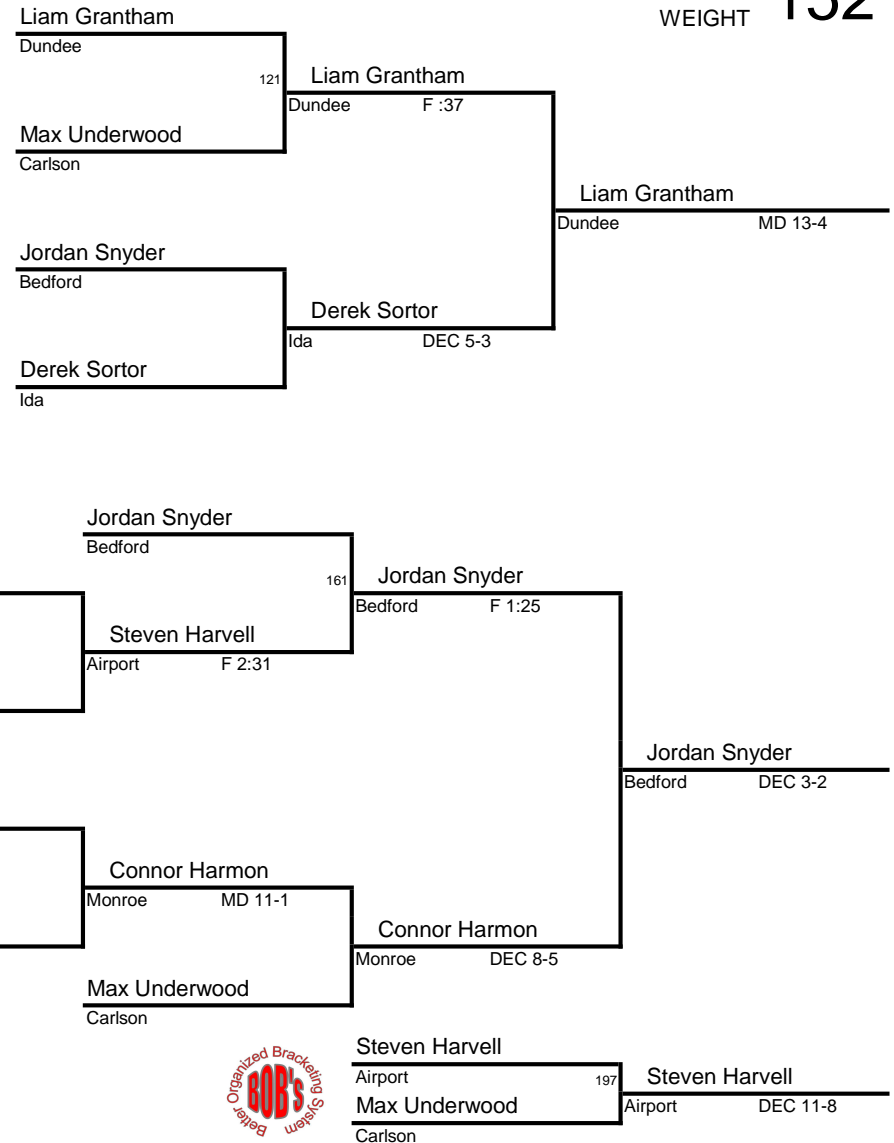 WEIGHT 152
Liam Grantham
Dundee
121 Liam Grantham
Dundee F :37
Max Underwood
Carlson
Liam Grantham
Dundee MD 13-4
Jordan Snyder
Bedford
Derek Sortor
Ida DEC 5-3
Derek Sortor
Ida
Jordan Snyder
Bedford
161 Jordan Snyder
Bedford F 1:25
Steven Harvell
Airport F 2:31
Jordan Snyder
Bedford DEC 3-2
Connor Harmon
Monroe MD 11-1
Connor Harmon
Monroe DEC 8-5
Max Underwood
Carlson
Better Organized Bracketing System
BOB's
Steven Harvell
Airport
197 Steven Harvell
Airport DEC 11-8
Max Underwood
Carlson